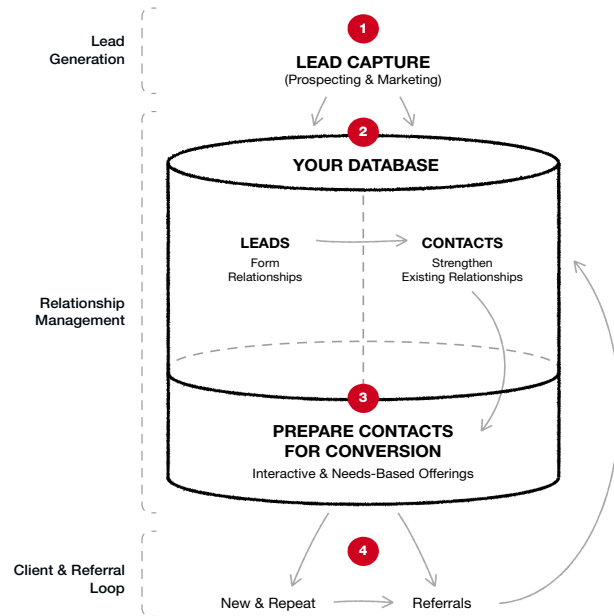 Lead
Generation
1
LEAD CAPTURE
(Prospecting & Marketing)
2
YOUR DATABASE
LEADS
Form
Relationships
CONTACTS
Strengthen
Existing Relationships
Relationship
Management
3
PREPARE CONTACTS
FOR CONVERSION
Interactive & Needs-Based Offerings
4
Client & Referral
Loop
New & Repeat
Referrals